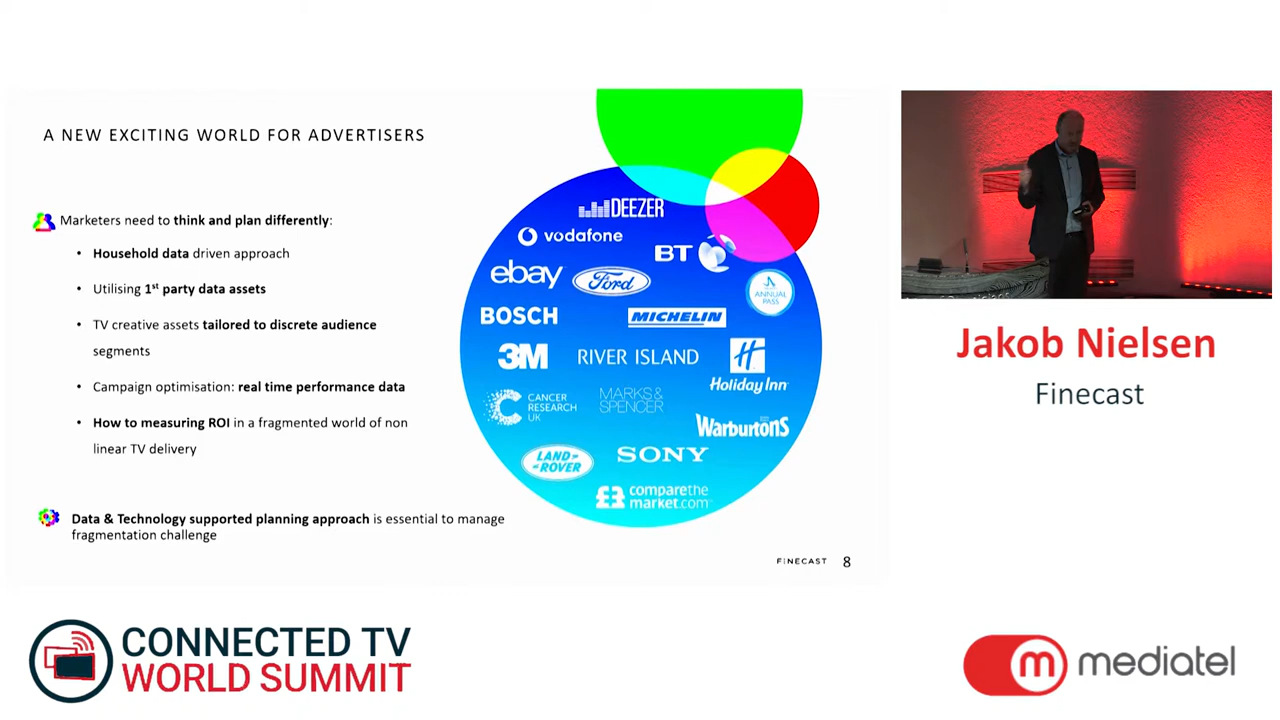 A NEW EXCITING WORLD FOR ADVERTISERS
Marketers need to think and plan differently:
• Household data driven approach
• Utilising 1st party data assets
• TV creative assets tailored to discrete audience
segments
• Campaign optimisation: real time performance data
• How to measuring ROI in a fragmented world of non
linear TV delivery
Data & Technology supported planning approach is essential to manage
fragmentation challenge
DEEZER
vodafone
BT
ebay
Ford
ANNUAL
PASS
BOSCH
MICHELIN
3M
RIVER ISLAND
H
Holiday Inn
CANCER
RESEARCH
UK
MARKS &
SPENCER
Warburtons
LAND-
ROVER
SONY
comparethe
market.com
FINECAST 8
Jakob Nielsen
Finecast
CONNECTED TV
WORLD SUMMIT
m mediatel